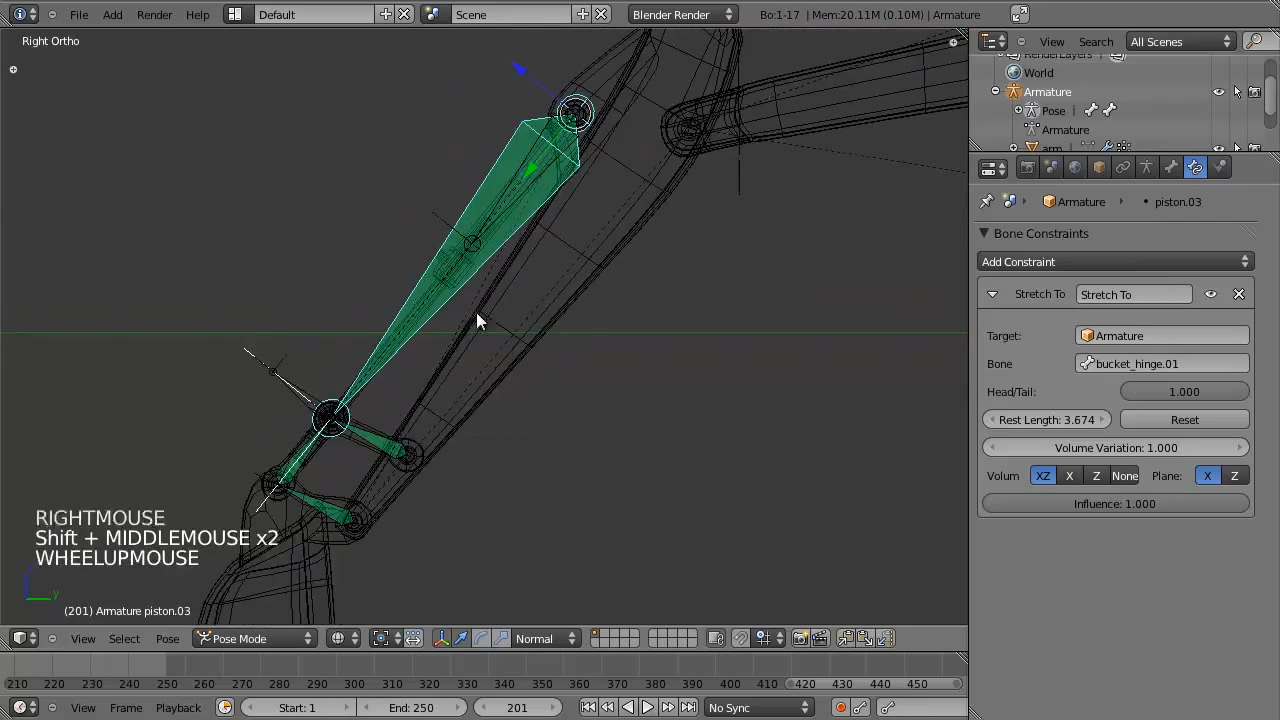 File Add Render Help Default Scene Blender Render Bo:1-17 | Mem:20.11M (0.10M) | Armature
Right Ortho
View Search All Scenes
RenderLayers
World
Armature
Pose
Armature
arm
Armature piston.03
Bone Constraints
Add Constraint
Stretch To Stretch To
Target: Armature
Bone bucket_hinge.01
Head/Tail: 1.000
Rest Length: 3.674 Reset
Volume Variation: 1.000
Volum XZ X Z None Plane: X Z
Influence: 1.000
RIGHTMOUSE
Shift + MIDDLEMOUSE x2
WHEELUPMOUSE
y
(201) Armature piston.03
View Select Pose Pose Mode Normal
210 220 230 240 250 260 270 280 290 300 310 320 330 340 350 360 370 380 390 400 410 420 430 440 450
View Frame Playback Start: 1 End: 250 201 No Sync